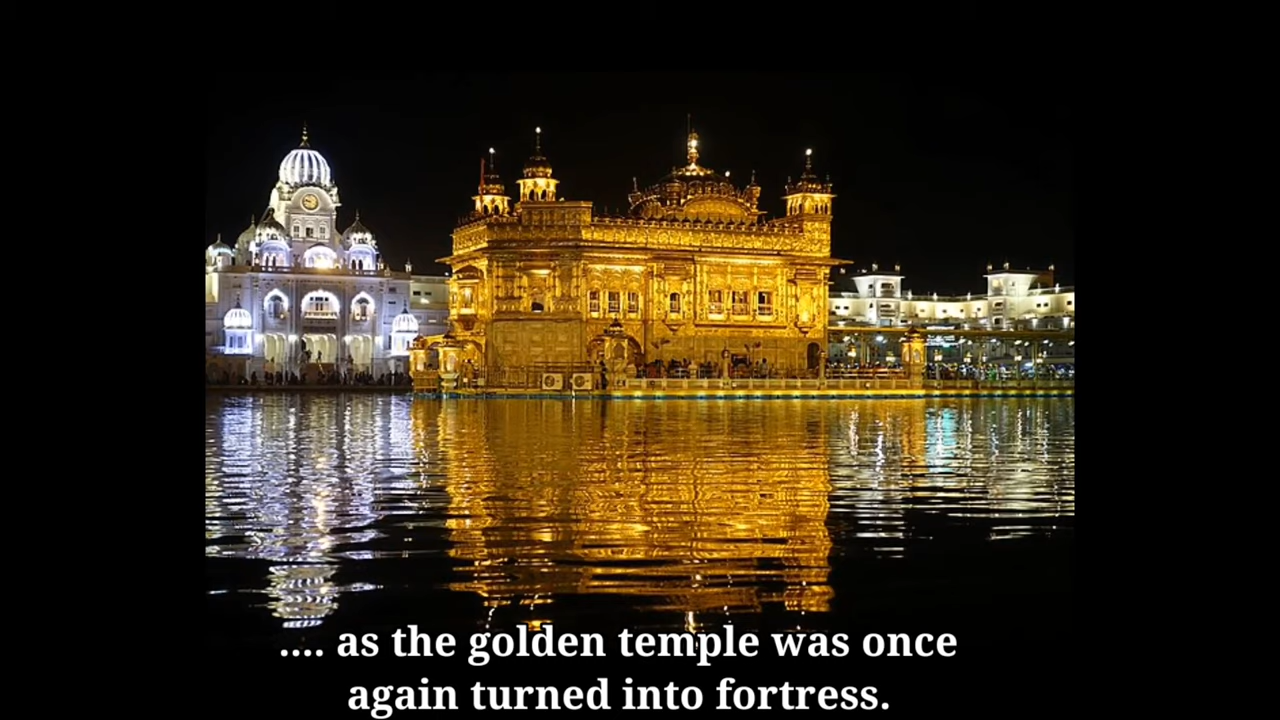 .... as the golden temple was once
again turned into fortress.